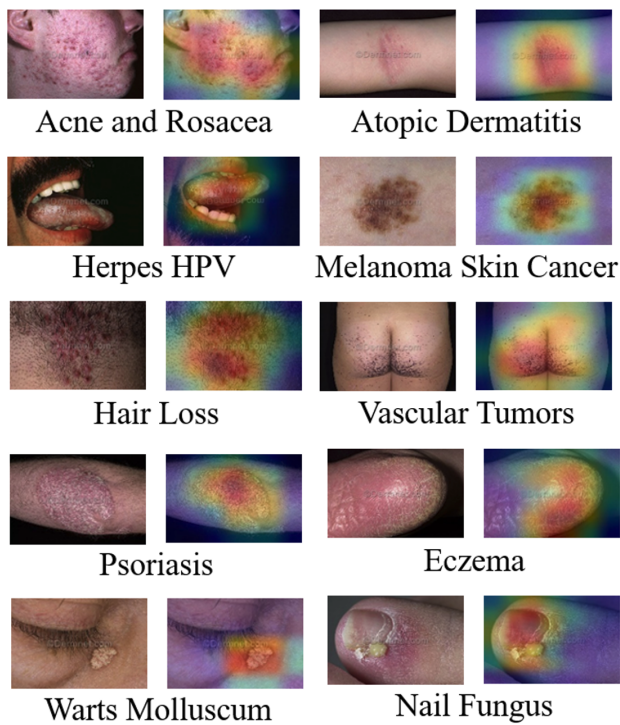 Acne and Rosacea
Atopic Dermatitis
Herpes HPV
Melanoma Skin Cancer
Hair Loss
Vascular Tumors
Psoriasis
Eczema
Warts Molluscum
Nail Fungus